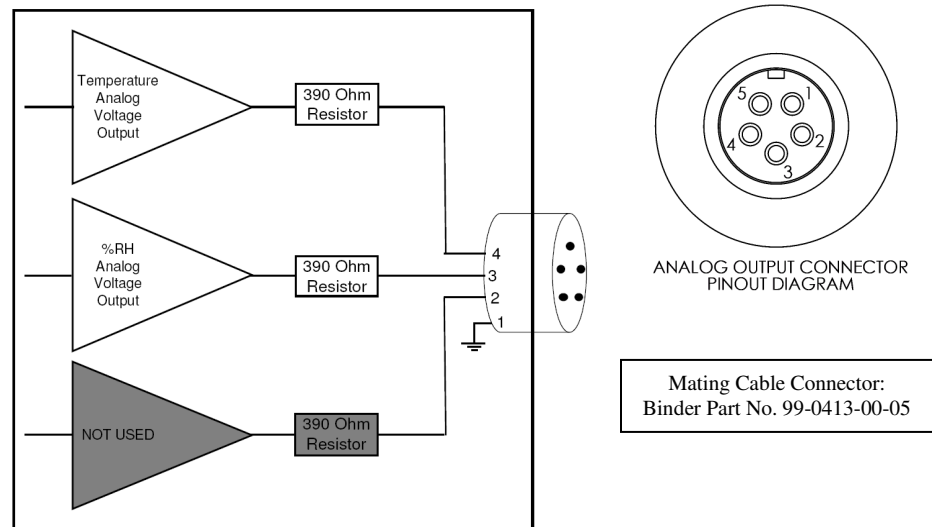 Temperature
Analog
Voltage
Output
390 Ohm
Resistor
%RH
Analog
Voltage
Output
390 Ohm
Resistor
NOT USED
390 Ohm
Resistor
4
3
2
1
5
1
4
2
3
ANALOG OUTPUT CONNECTOR
PINOUT DIAGRAM
Mating Cable Connector:
Binder Part No. 99-0413-00-05